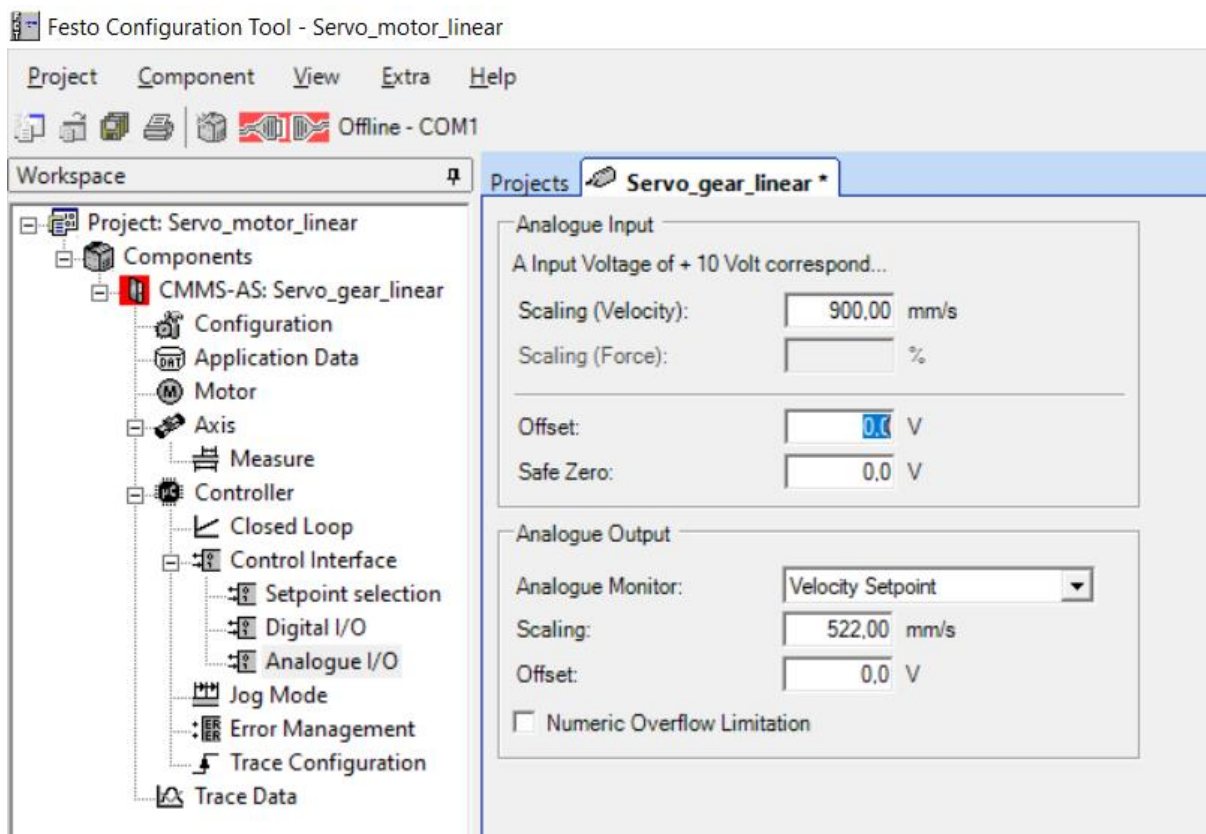 Festo Configuration Tool - Servo_motor_linear
Project Component View Extra Help
Offline - COM1
Workspace
Projects Servo_gear_linear *
Project: Servo_motor_linear
Components
CMMS-AS: Servo_gear_linear
Configuration
Application Data
Motor
Axis
Measure
Controller
Closed Loop
Control Interface
Setpoint selection
Digital I/O
Analogue I/O
Jog Mode
Error Management
Trace Configuration
Trace Data
Analogue Input
A Input Voltage of + 10 Volt correspond...
Scaling (Velocity): 900,00 mm/s
Scaling (Force): %
Offset: 0,0 V
Safe Zero: 0,0 V
Analogue Output
Analogue Monitor: Velocity Setpoint
Scaling: 522,00 mm/s
Offset: 0,0 V
Numeric Overflow Limitation